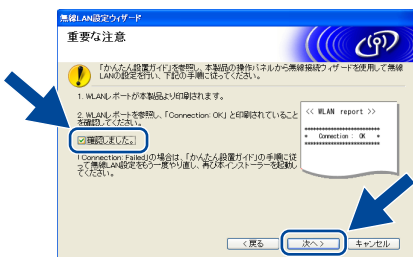 無線LAN設定ウィザード
重要な注意
「かんたん設置ガイド」を参照し、本製品の操作パネルから無線接続ウィザードを使用して無線
LANの設定を行い、下記の手順に従ってください。
1. WLANレポートが本製品より印刷されます。
2. WLANレポートを参照し、「Connection: OK」と印刷されていること
を確認してください。
確認しました。
「Connection: Failed」の場合は、「かんたん設置ガイド」の手順に従
って無線LAN設定をもう一度やり直し、再び本インストーラーを起動し
てください。
<< WLAN report >>
************************
* Connection : OK *
************************
< 戻る
次へ >
キャンセル